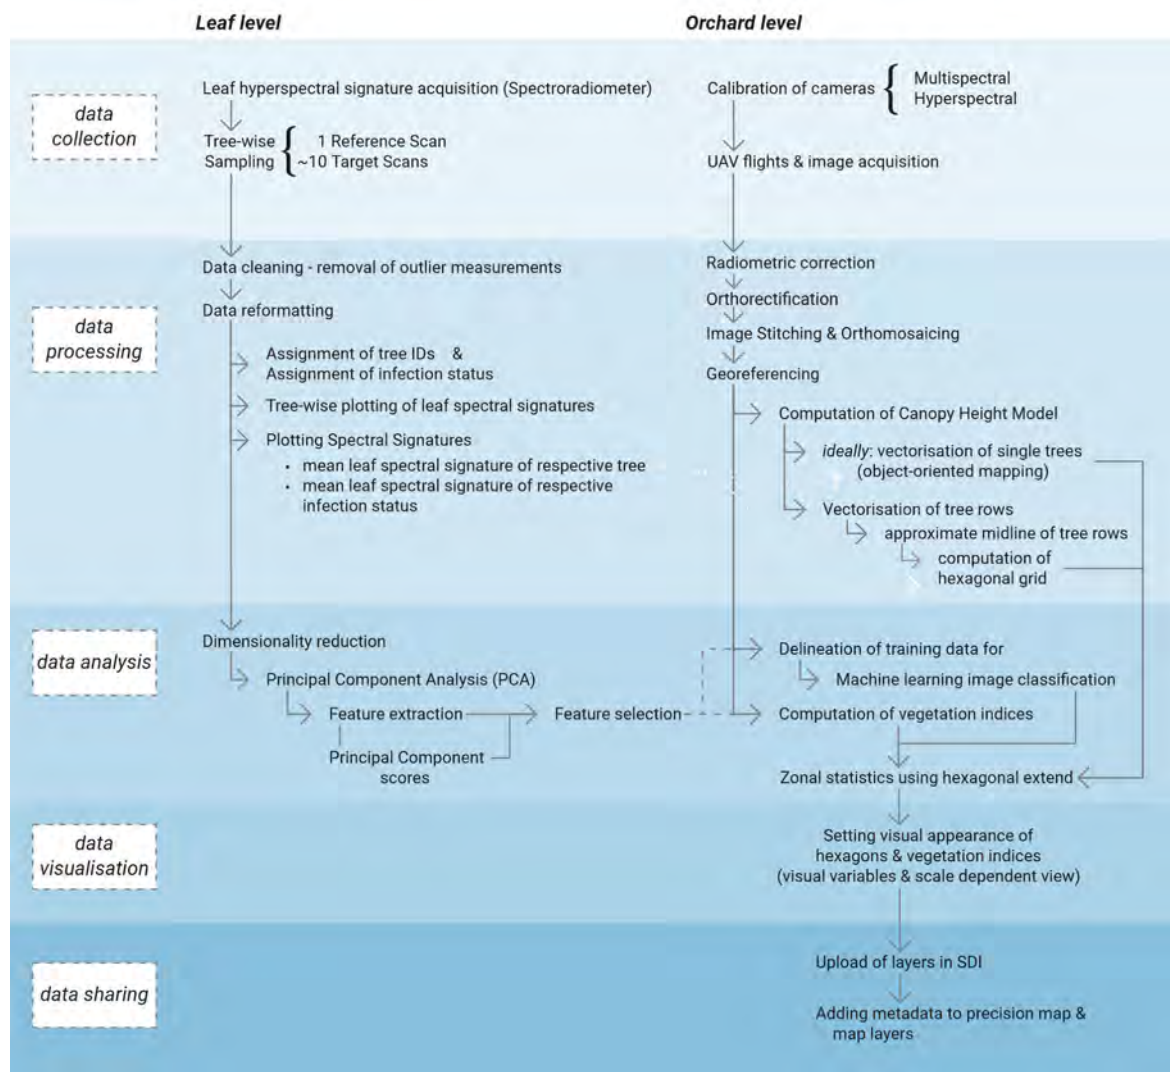 Leaf level
Orchard level
data
collection
Leaf hyperspectral signature acquisition (Spectroradiometer)
Tree-wise
Sampling
{
1 Reference Scan
~10 Target Scans
Calibration of cameras
{
Multispectral
Hyperspectral
UAV flights & image acquisition
data
processing
Data cleaning - removal of outlier measurements
Data reformatting
Assignment of tree IDs &
Assignment of infection status
Tree-wise plotting of leaf spectral signatures
Plotting Spectral Signatures
• mean leaf spectral signature of respective tree
• mean leaf spectral signature of respective
infection status
Radiometric correction
Orthorectification
Image Stitching & Orthomosaicing
Georeferencing
Computation of Canopy Height Model
ideally: vectorisation of single trees
(object-oriented mapping)
Vectorisation of tree rows
approximate midline of tree rows
computation of
hexagonal grid
data analysis
Dimensionality reduction
Principal Component Analysis (PCA)
Feature extraction
Principal Component
scores
Feature selection
Delineation of training data for
Machine learning image classification
Computation of vegetation indices
Zonal statistics using hexagonal extend
data
visualisation
Setting visual appearance of
hexagons & vegetation indices
(visual variables & scale dependent view)
data sharing
Upload of layers in SDI
Adding metadata to precision map &
map layers